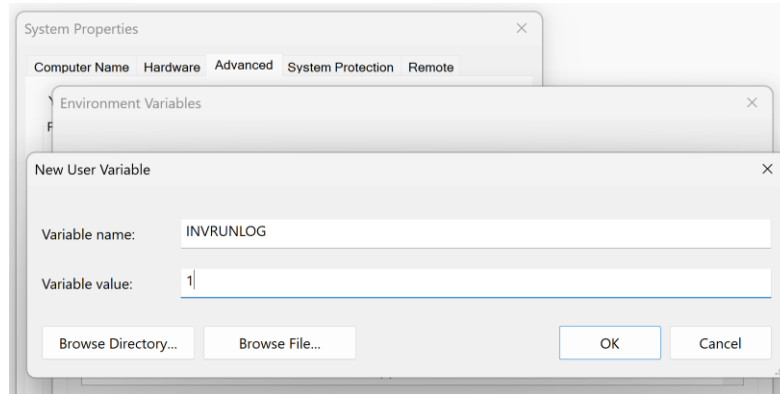 System Properties
Computer Name Hardware Advanced System Protection Remote
Environment Variables
New User Variable
Variable name: INVRUNLOG
Variable value: 1
Browse Directory... Browse File... OK Cancel